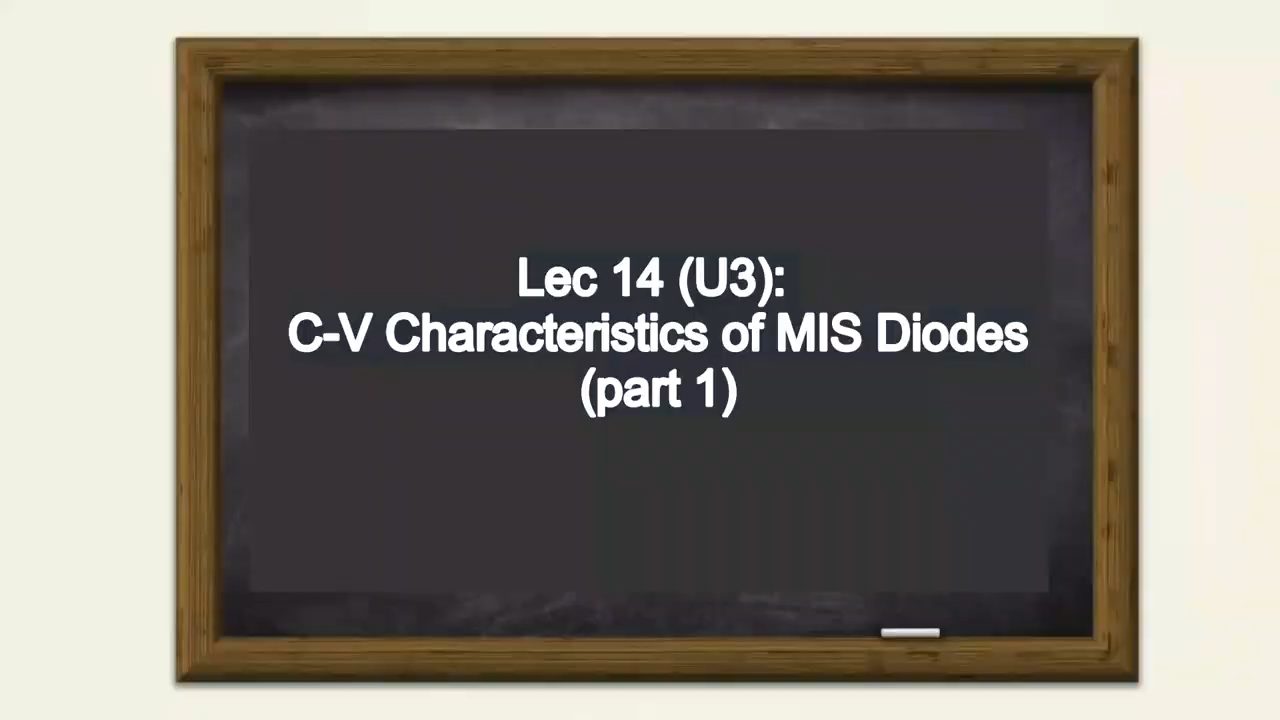 Lec 14 (U3):
C-V Characteristics of MIS Diodes
(part 1)